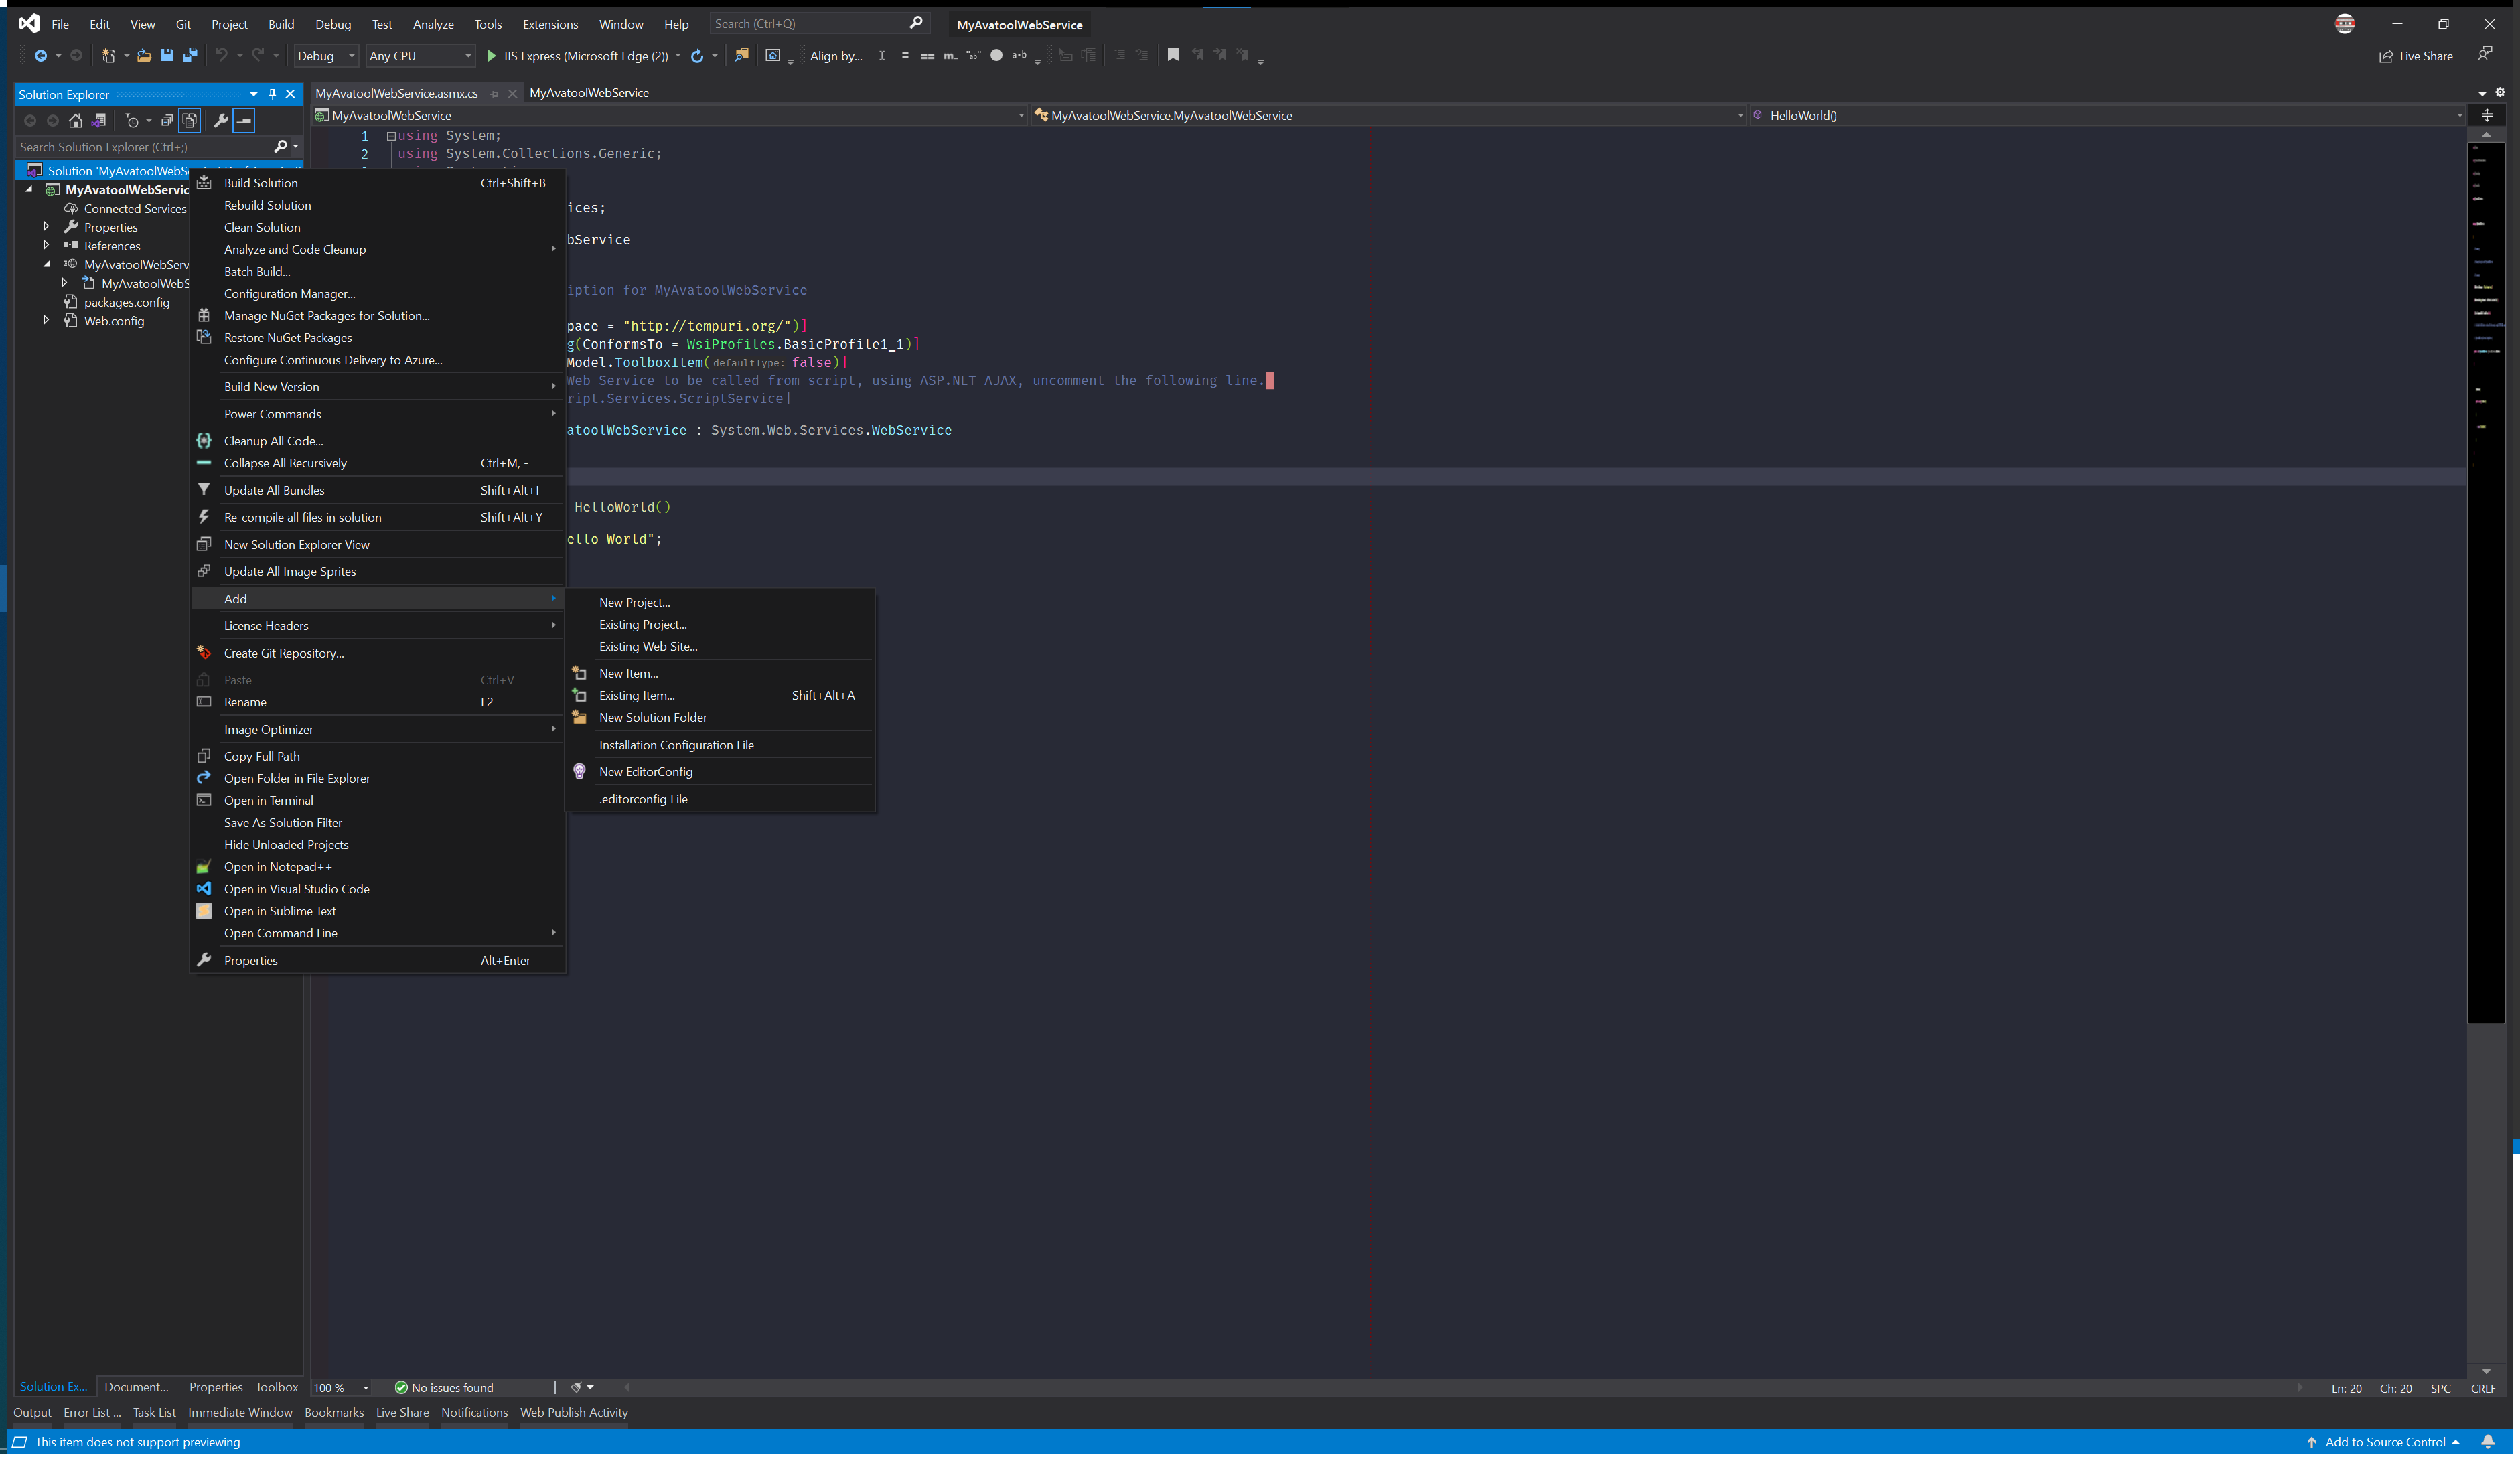 File Edit View Git Project Build Debug Test Analyze Tools Extensions Window Help Search (Ctrl+Q) MyAvatoolWebService
Debug Any CPU IIS Express (Microsoft Edge (2)) Align by... Live Share
Solution Explorer
Search Solution Explorer (Ctrl+;)
Solution 'MyAvatoolWebS
MyAvatoolWebServic
Connected Services
Properties
References
MyAvatoolWebServ
MyAvatoolWebS
packages.config
Web.config
MyAvatoolWebService.asmx.cs MyAvatoolWebService
MyAvatoolWebService MyAvatoolWebService.MyAvatoolWebService HelloWorld()
1 using System;
2 using System.Collections.Generic;
ices;
bService
iption for MyAvatoolWebService
pace = "http://tempuri.org/")]
g(ConformsTo = WsiProfiles.BasicProfile1_1)]
Model.ToolboxItem(defaultType: false)]
Web Service to be called from script, using ASP.NET AJAX, uncomment the following line.
ript.Services.ScriptService]
atoolWebService : System.Web.Services.WebService
HelloWorld()
ello World";
Build Solution Ctrl+Shift+B
Rebuild Solution
Clean Solution
Analyze and Code Cleanup
Batch Build...
Configuration Manager...
Manage NuGet Packages for Solution...
Restore NuGet Packages
Configure Continuous Delivery to Azure...
Build New Version
Power Commands
Cleanup All Code...
Collapse All Recursively Ctrl+M, -
Update All Bundles Shift+Alt+I
Re-compile all files in solution Shift+Alt+Y
New Solution Explorer View
Update All Image Sprites
Add
License Headers
Create Git Repository...
Paste Ctrl+V
Rename F2
Image Optimizer
Copy Full Path
Open Folder in File Explorer
Open in Terminal
Save As Solution Filter
Hide Unloaded Projects
Open in Notepad++
Open in Visual Studio Code
Open in Sublime Text
Open Command Line
Properties Alt+Enter
New Project...
Existing Project...
Existing Web Site...
New Item...
Existing Item... Shift+Alt+A
New Solution Folder
Installation Configuration File
New EditorConfig
.editorconfig File
Solution Ex... Document... Properties Toolbox 100 % No issues found Ln: 20 Ch: 20 SPC CRLF
Output Error List ... Task List Immediate Window Bookmarks Live Share Notifications Web Publish Activity
This item does not support previewing Add to Source Control